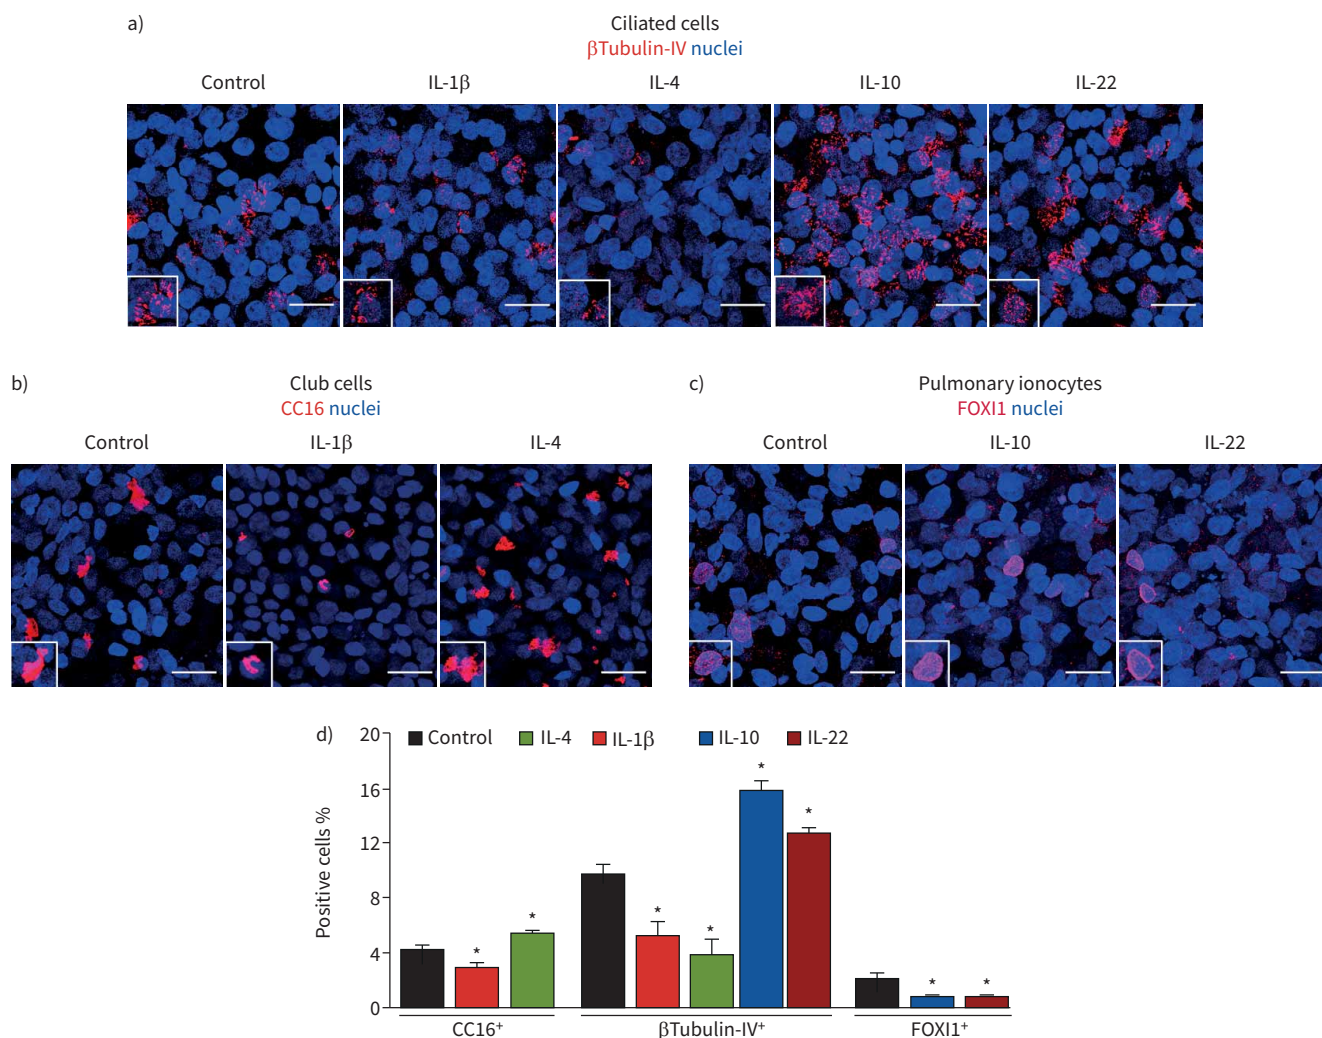 a)
Ciliated cells
βTubulin-IV nuclei
Control IL-1β IL-4 IL-10 IL-22
b)
Club cells
CC16 nuclei
Control IL-1β IL-4
c)
Pulmonary ionocytes
FOXI1 nuclei
Control IL-10 IL-22
d)
Control IL-4 IL-1β IL-10 IL-22
Positive cells %
20
16
12
8
4
0
* * * * * * * *
CC16⁺ βTubulin-IV⁺ FOXI1⁺